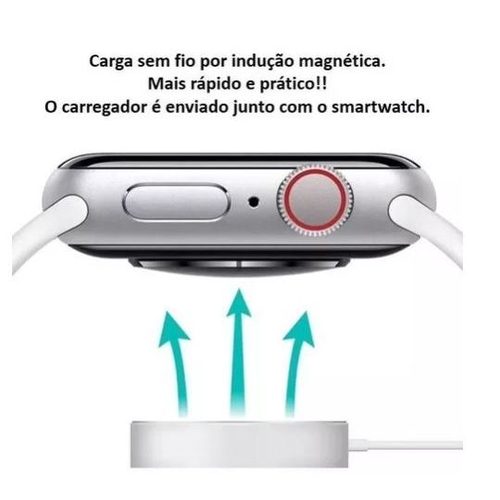 Carga sem fio por indução magnética.
Mais rápido e prático!!
O carregador é enviado junto com o smartwatch.